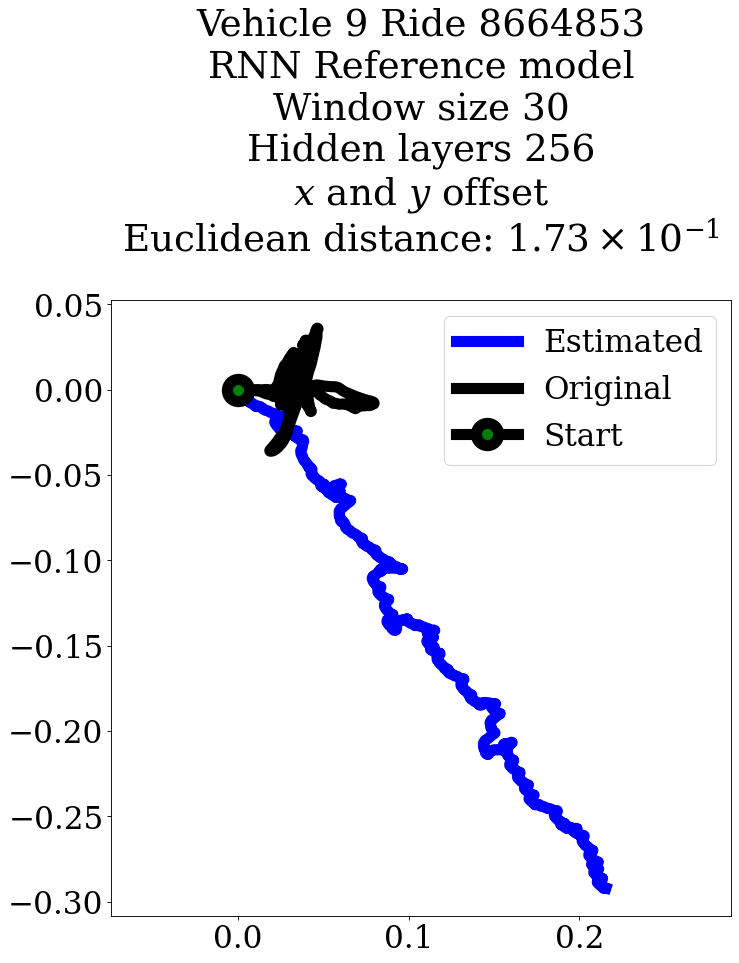 Vehicle 9 Ride 8664853
RNN Reference model
Window size 30
Hidden layers 256
x and y offset
Euclidean distance: 1.73 × 10⁻¹
0.05
0.00
−0.05
−0.10
−0.15
−0.20
−0.25
−0.30
Estimated
Original
Start
0.0
0.1
0.2